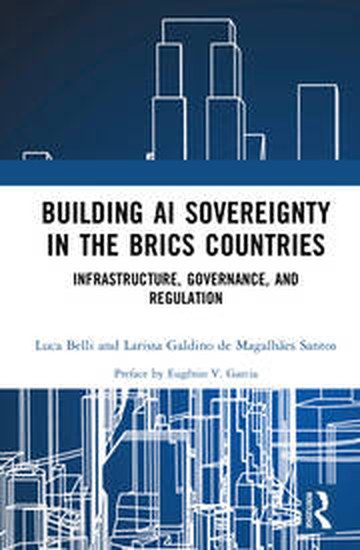 BUILDING AI SOVEREIGNTY
IN THE BRICS COUNTRIES
INFRASTRUCTURE, GOVERNANCE, AND
REGULATION
Luca Belli and Larissa Galdino de Magalhães Santos
Preface by Eugênio V. Garcia